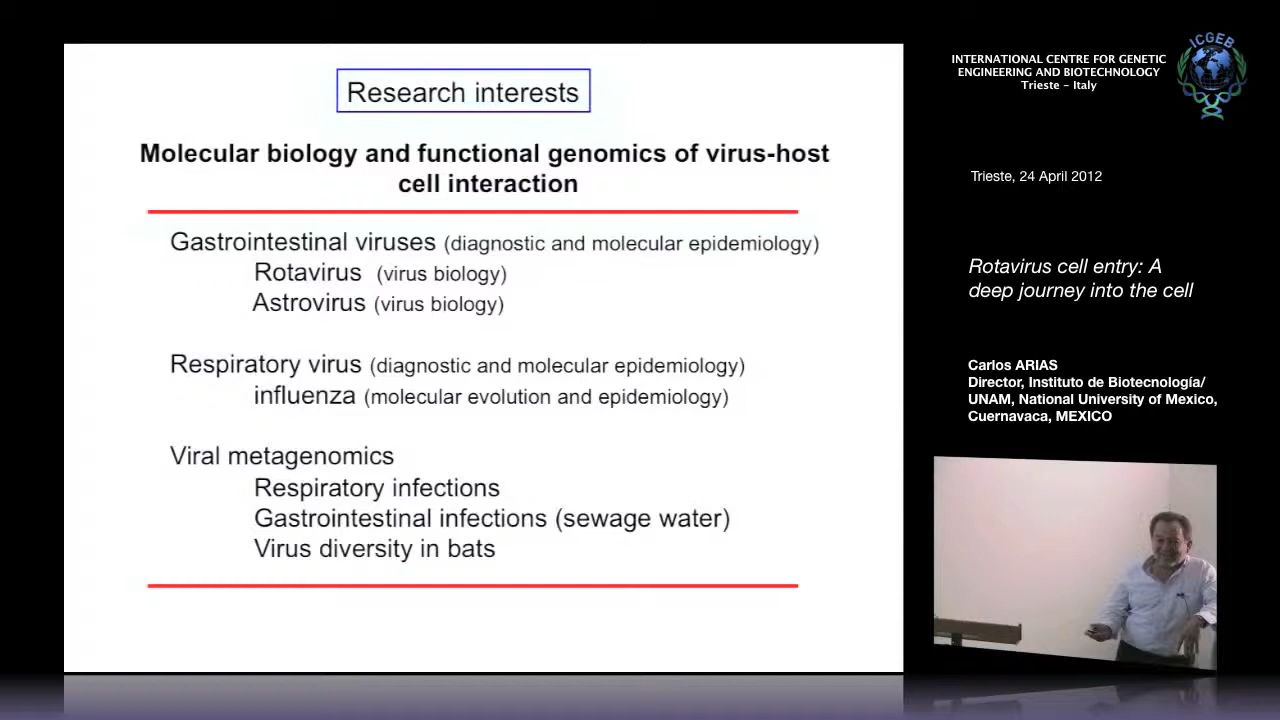 Research interests
Molecular biology and functional genomics of virus-host
cell interaction
Gastrointestinal viruses (diagnostic and molecular epidemiology)
Rotavirus (virus biology)
Astrovirus (virus biology)
Respiratory virus (diagnostic and molecular epidemiology)
influenza (molecular evolution and epidemiology)
Viral metagenomics
Respiratory infections
Gastrointestinal infections (sewage water)
Virus diversity in bats
INTERNATIONAL CENTRE FOR GENETIC
ENGINEERING AND BIOTECHNOLOGY
Trieste - Italy
ICGEB
Trieste, 24 April 2012
Rotavirus cell entry: A
deep journey into the cell
Carlos ARIAS
Director, Instituto de Biotecnología/
UNAM, National University of Mexico,
Cuernavaca, MEXICO